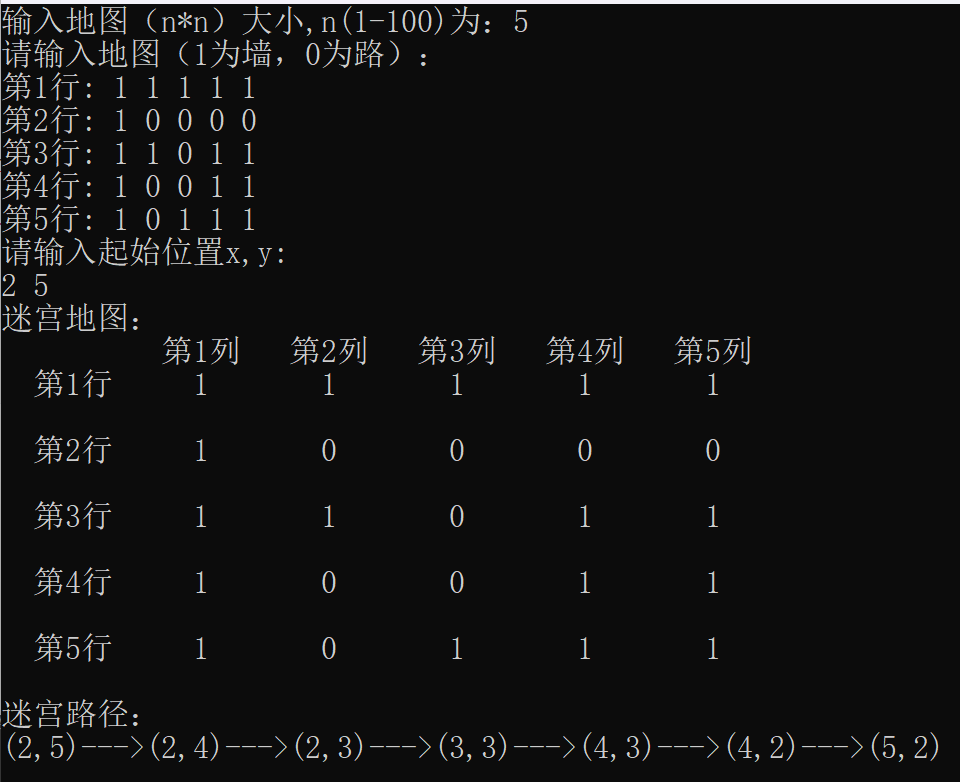 输入地图（n*n）大小,n(1-100)为：5
请输入地图（1为墙，0为路）：
第1行: 1 1 1 1 1
第2行: 1 0 0 0 0
第3行: 1 1 0 1 1
第4行: 1 0 0 1 1
第5行: 1 0 1 1 1
请输入起始位置x,y:
2 5
迷宫地图：
第1列 第2列 第3列 第4列 第5列
第1行 1 1 1 1 1
第2行 1 0 0 0 0
第3行 1 1 0 1 1
第4行 1 0 0 1 1
第5行 1 0 1 1 1
迷宫路径：
(2,5)--->(2,4)--->(2,3)--->(3,3)--->(4,3)--->(4,2)--->(5,2)